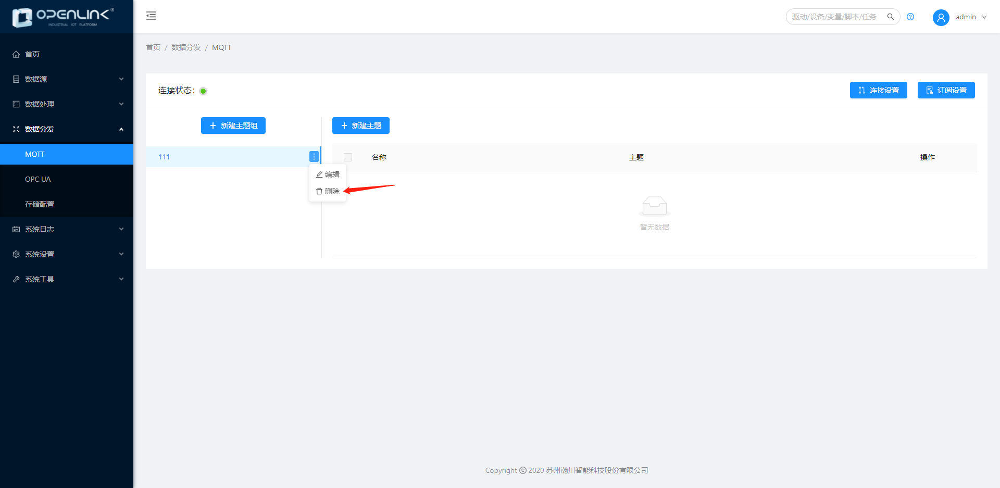 OPENLINK®
INDUSTRIAL IOT PLATFORM
驱动/设备/变量/脚本/任务
admin
首页
数据源
数据处理
数据分发
MQTT
OPC UA
存储配置
系统日志
系统设置
系统工具
首页 / 数据分发 / MQTT
连接状态：
连接设置
订阅设置
新建主题组
新建主题
111
编辑
删除
名称 主题 操作
暂无数据
Copyright © 2020 苏州瀚川智能科技股份有限公司